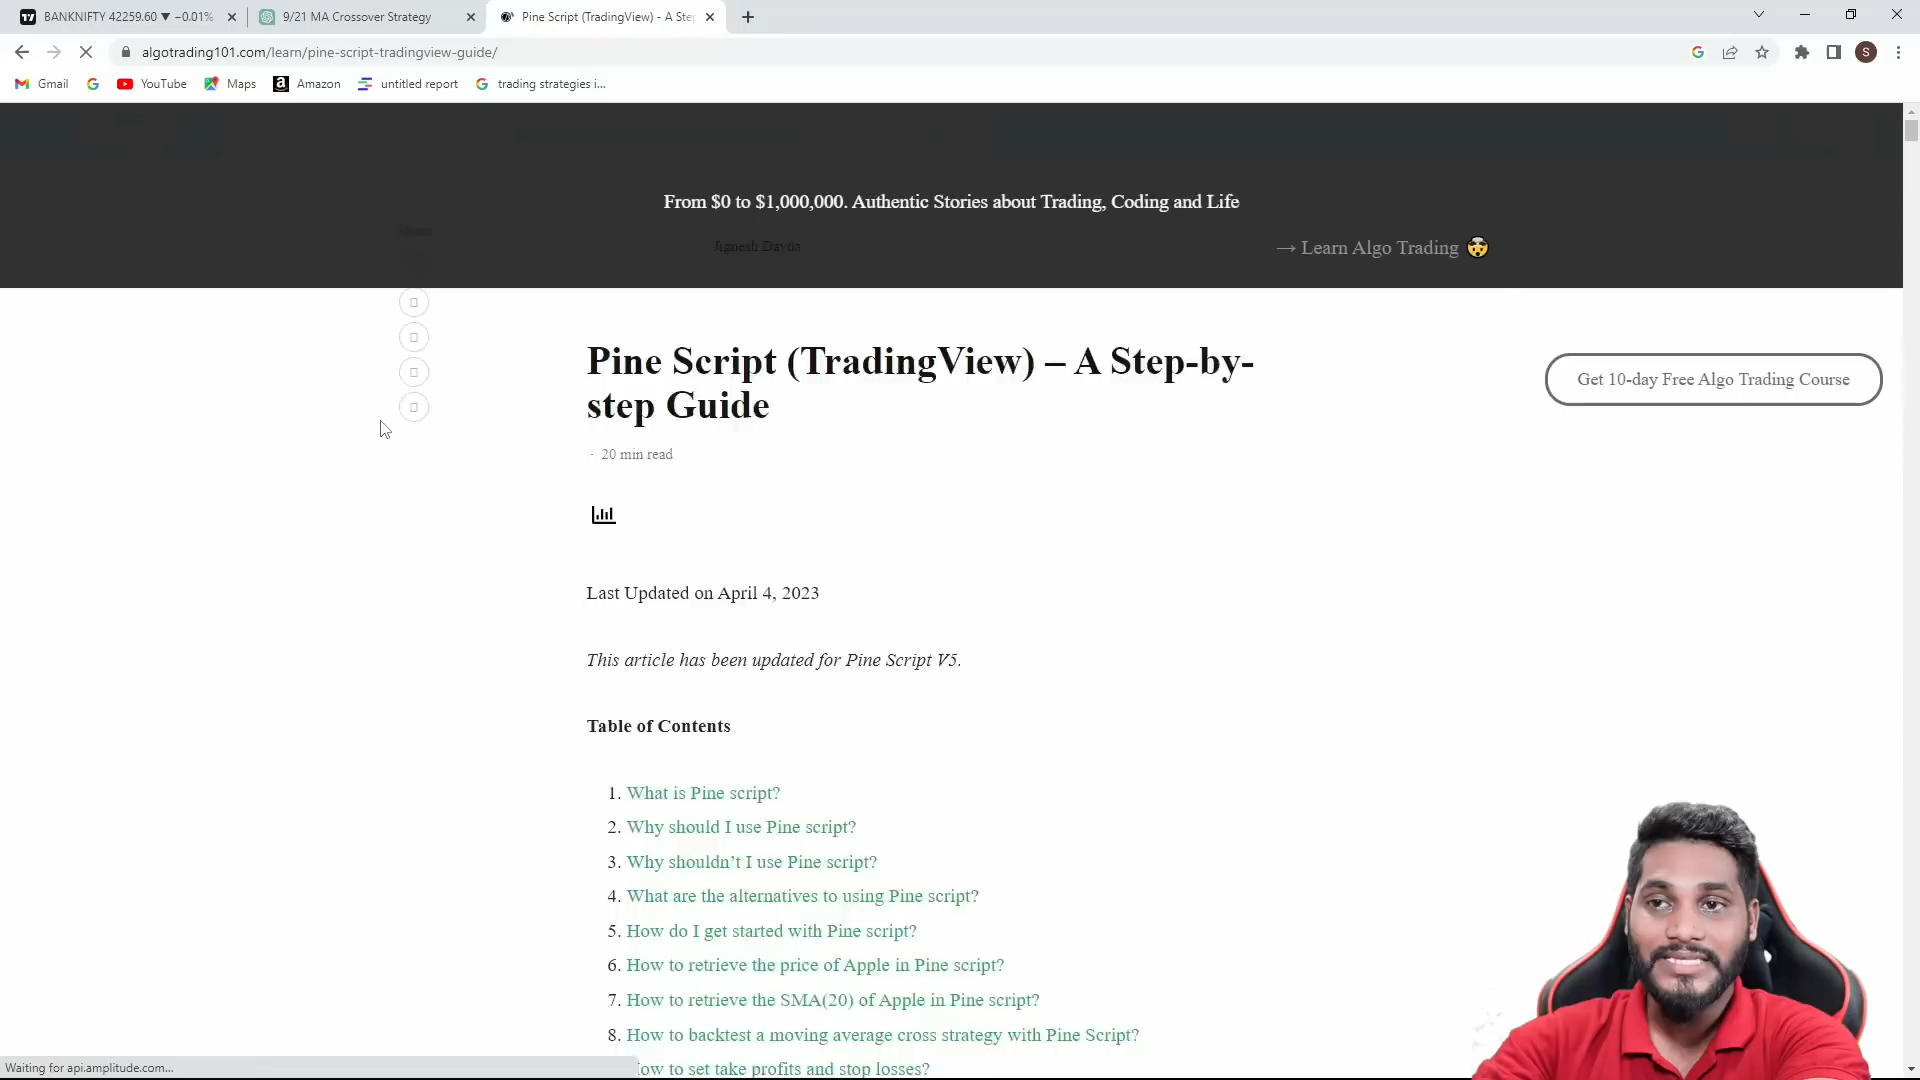 BANKNIFTY 42259.60 ▼ −0.01%
9/21 MA Crossover Strategy
Pine Script (TradingView) - A Ste
algotrading101.com/learn/pine-script-tradingview-guide/
S
Gmail
YouTube
Maps
Amazon
untitled report
trading strategies i...
From $0 to $1,000,000. Authentic Stories about Trading, Coding and Life
→ Learn Algo Trading 🤯
Pine Script (TradingView) – A Step-by-
step Guide
· 20 min read
Get 10-day Free Algo Trading Course
Last Updated on April 4, 2023
This article has been updated for Pine Script V5.
Table of Contents
1. What is Pine script?
2. Why should I use Pine script?
3. Why shouldn’t I use Pine script?
4. What are the alternatives to using Pine script?
5. How do I get started with Pine script?
6. How to retrieve the price of Apple in Pine script?
7. How to retrieve the SMA(20) of Apple in Pine script?
8. How to backtest a moving average cross strategy with Pine Script?
to set take profits and stop losses?
Waiting for api.amplitude.com...